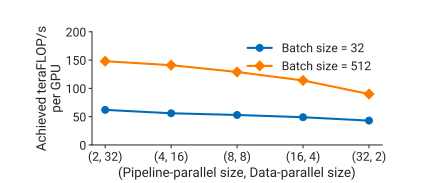 Achieved teraFLOP/s
per GPU
200
150
100
50
0
Batch size = 32
Batch size = 512
(2, 32) (4, 16) (8, 8) (16, 4) (32, 2)
(Pipeline-parallel size, Data-parallel size)